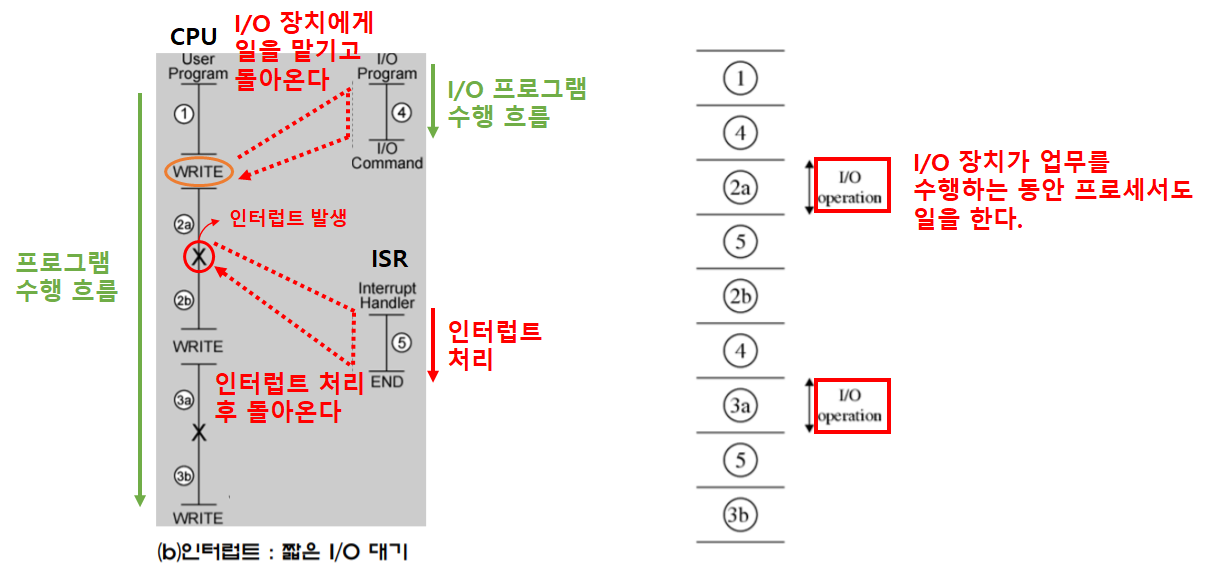 CPU
I/O 장치에게
일을 맡기고
돌아온다
User
Program
I/O
Program
I/O 프로그램
수행 흐름
1
4
WRITE
I/O
Command
2a
인터럽트 발생
X
ISR
프로그램
수행 흐름
Interrupt
Handler
2b
5
인터럽트
처리
WRITE
END
인터럽트 처리
후 돌아온다
3a
X
3b
WRITE
(b)인터럽트 : 짧은 I/O 대기
1
4
2a
I/O
operation
I/O 장치가 업무를
수행하는 동안 프로세서도
일을 한다.
5
2b
4
3a
I/O
operation
5
3b